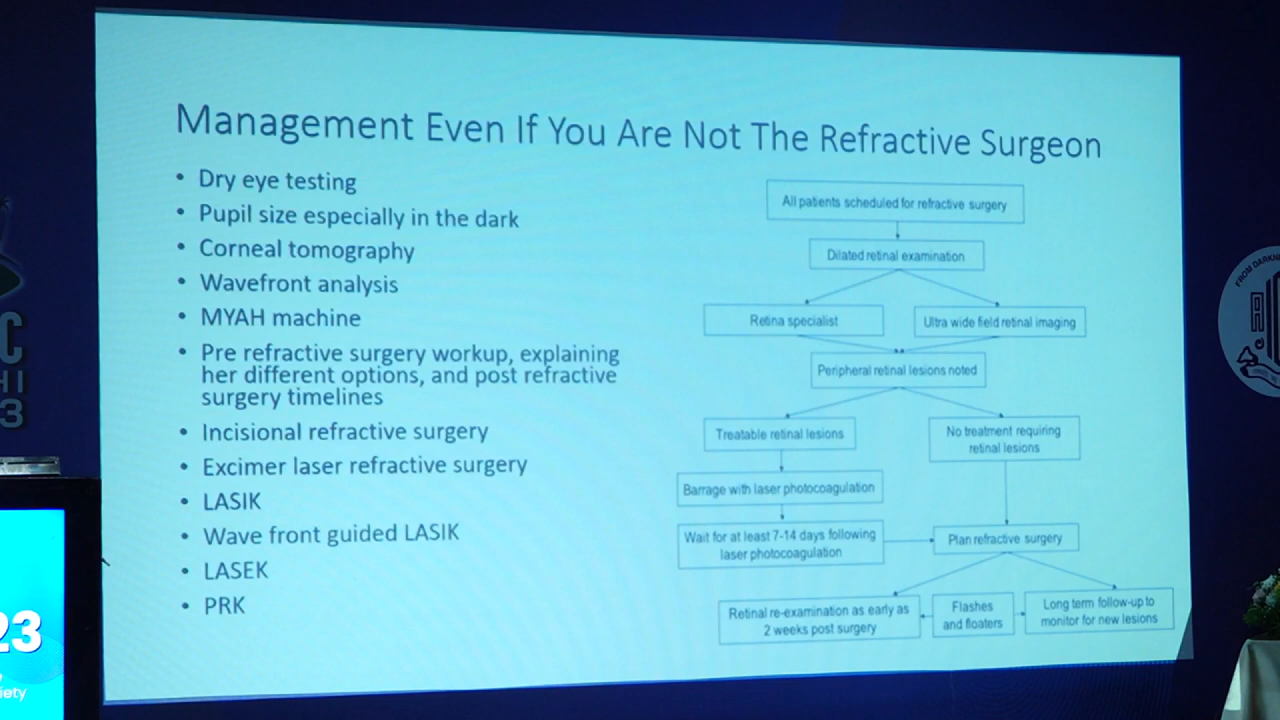 Management Even If You Are Not The Refractive Surgeon
• Dry eye testing
• Pupil size especially in the dark
• Corneal tomography
• Wavefront analysis
• MYAH machine
• Pre refractive surgery workup, explaining
her different options, and post refractive
surgery timelines
• Incisional refractive surgery
• Excimer laser refractive surgery
• LASIK
• Wave front guided LASIK
• LASEK
• PRK
All patients scheduled for refractive surgery
Dilated retinal examination
Retina specialist
Ultra wide field retinal imaging
Peripheral retinal lesions noted
Treatable retinal lesions
No treatment requiring
retinal lesions
Barrage with laser photocoagulation
Wait for at least 7-14 days following
laser photocoagulation
Plan refractive surgery
Retinal re-examination as early as
2 weeks post surgery
Flashes
and floaters
Long term follow-up to
monitor for new lesions
C
HI
3
23
iety
FROM DARKN